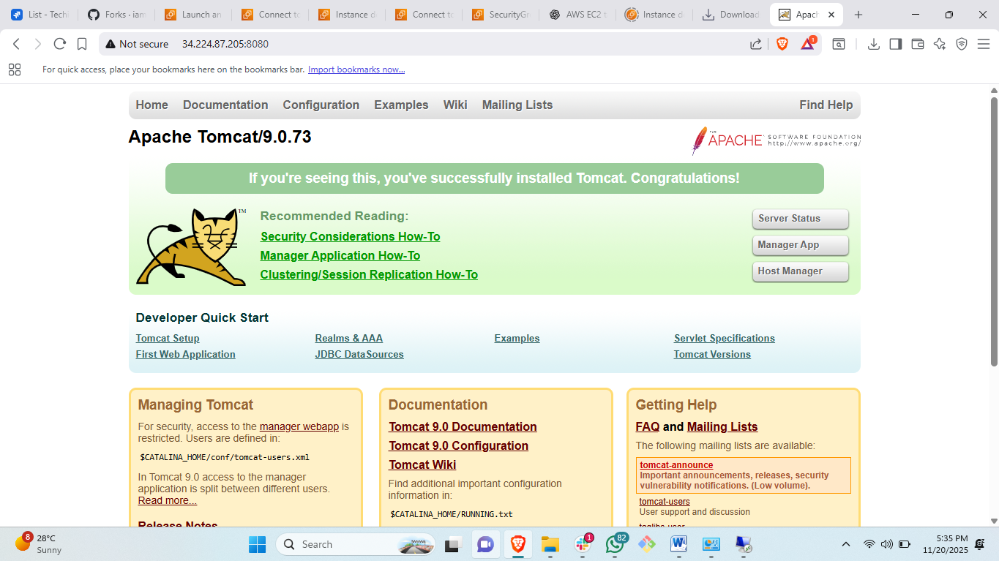 List - Techi
Forks · iam
Launch an
Connect to
Instance d
Connect to
SecurityGr
AWS EC2 t
Instance d
Download
Apach
Not secure 34.224.87.205:8080
1
For quick access, place your bookmarks here on the bookmarks bar. Import bookmarks now...
Home Documentation Configuration Examples Wiki Mailing Lists Find Help
Apache Tomcat/9.0.73
THE APACHE SOFTWARE FOUNDATION
http://www.apache.org/
If you're seeing this, you've successfully installed Tomcat. Congratulations!
TM
Recommended Reading:
Security Considerations How-To
Manager Application How-To
Clustering/Session Replication How-To
Server Status
Manager App
Host Manager
Developer Quick Start
Tomcat Setup
First Web Application
Realms & AAA
JDBC DataSources
Examples
Servlet Specifications
Tomcat Versions
Managing Tomcat
For security, access to the manager webapp is
restricted. Users are defined in:
$CATALINA_HOME/conf/tomcat-users.xml
In Tomcat 9.0 access to the manager
application is split between different users.
Read more...
Release Notes
Documentation
Tomcat 9.0 Documentation
Tomcat 9.0 Configuration
Tomcat Wiki
Find additional important configuration
information in:
$CATALINA_HOME/RUNNING.txt
Getting Help
FAQ and Mailing Lists
The following mailing lists are available:
tomcat-announce
Important announcements, releases, security
vulnerability notifications. (Low volume).
tomcat-users
User support and discussion
taglibs-user
8
28°C
Sunny
Search
1
82
5:35 PM
11/20/2025